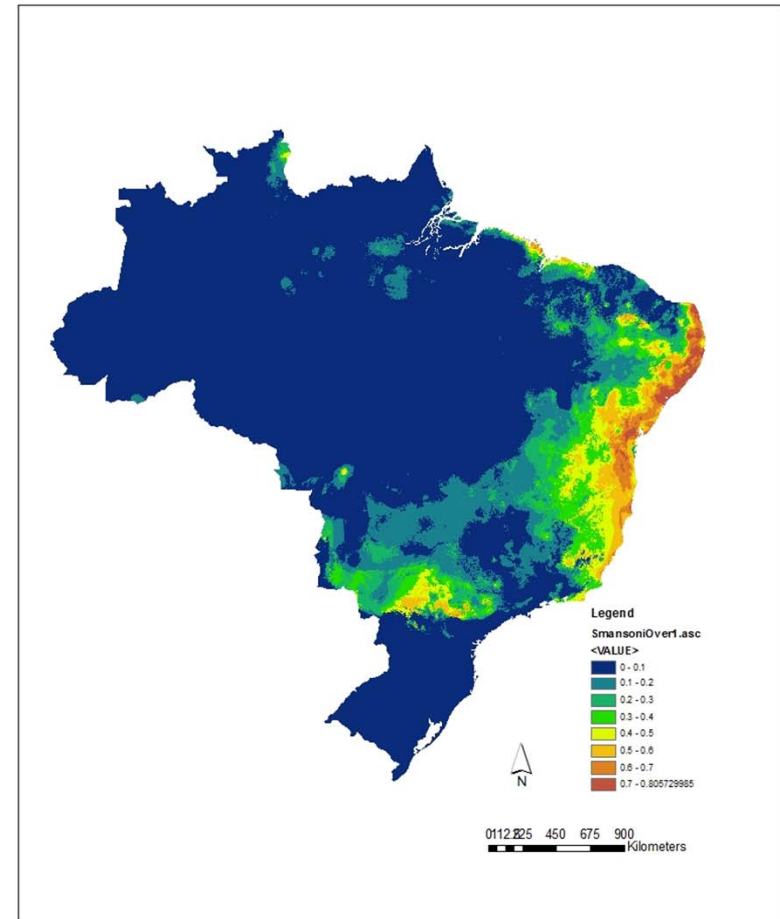 Legend
SmansoniOver1.asc
<VALUE>
0 - 0.1
0.1 - 0.2
0.2 - 0.3
0.3 - 0.4
0.4 - 0.5
0.5 - 0.6
0.6 - 0.7
0.7 - 0.805729985
N
450 675 900
Kilometers